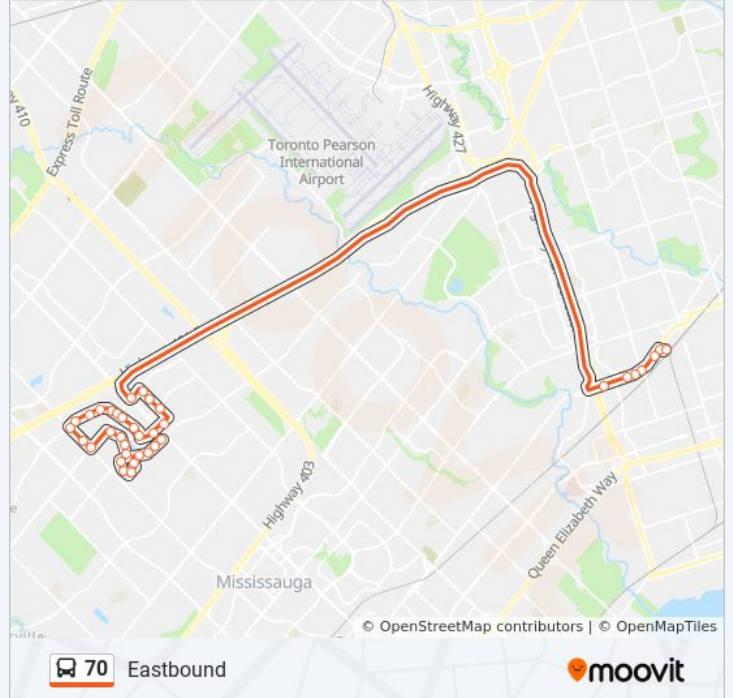 Express Toll Route
y 410
Highway 427
Toronto Pearson
International
Airport
Highway 403
Queen Elizabeth Way
Mississauga
ville
© OpenStreetMap contributors | © OpenMapTiles
70 Eastbound
moovit